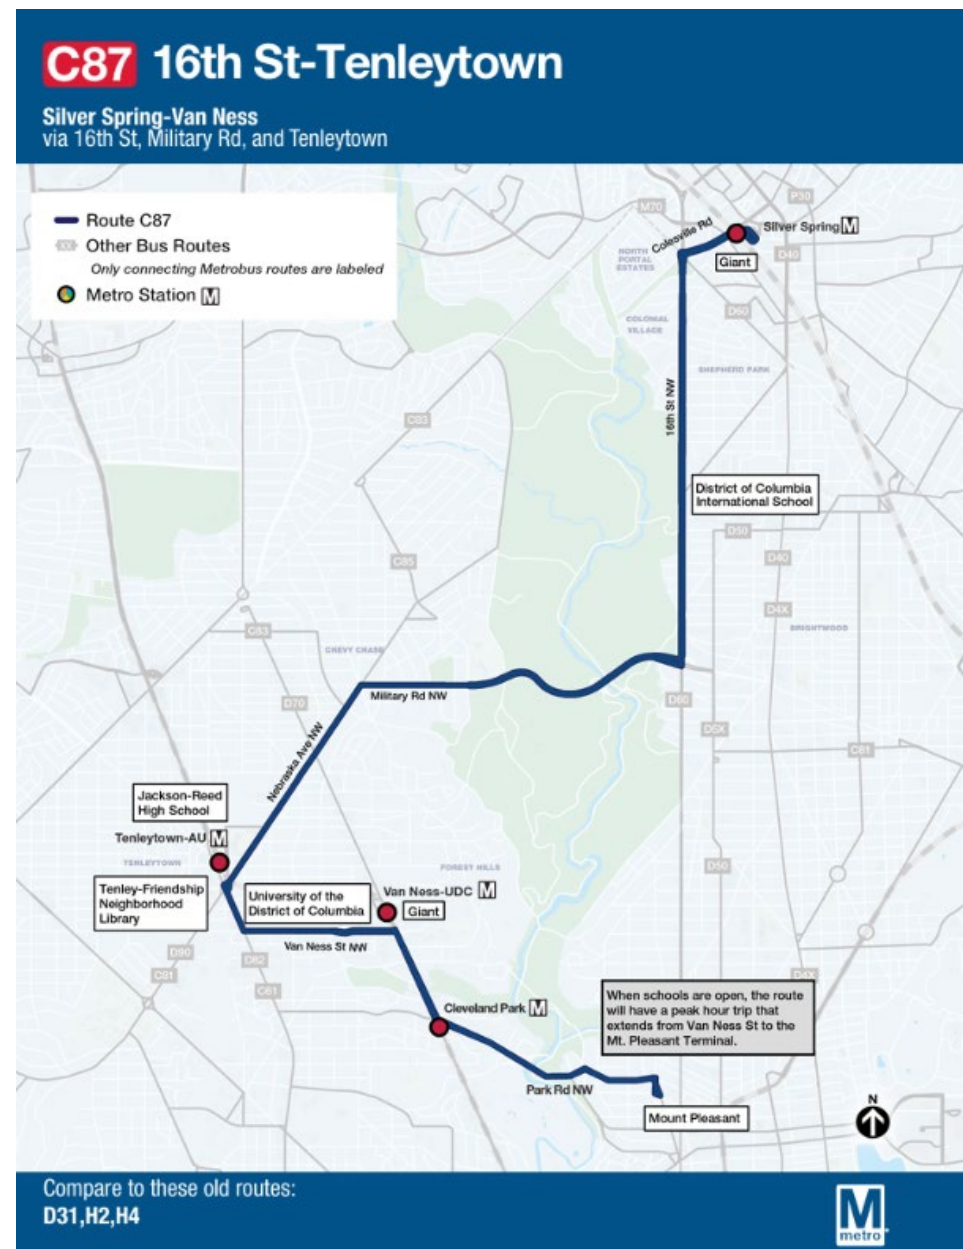 C87 16th St-Tenleytown
Silver Spring-Van Ness
via 16th St, Military Rd, and Tenleytown
Route C87
XX Other Bus Routes
Only connecting Metrobus routes are labeled
Metro Station M
P30
M70
Silver Spring M
Colesville Rd
D40
NORTH
PORTAL
ESTATES
Giant
D60
COLONIAL
VILLAGE
SHEPHERD PARK
16th St NW
C83
District of Columbia
International School
D50
D40
C85
D4X
BRIGHTWOOD
C83
CHEVY CHASE
Military Rd NW
D70
D60
D6X
C81
Nebraska Ave NW
Jackson-Reed
High School
Tenleytown-AU M
TENLEYTOWN
FOREST HILLS
D50
Tenley-Friendship
Neighborhood
Library
University of the
District of Columbia
Van Ness-UDC M
Giant
Van Ness St NW
D90
D82
C81
C61
D4X
Cleveland Park M
When schools are open, the route
will have a peak hour trip that
extends from Van Ness St to the
Mt. Pleasant Terminal.
Park Rd NW
Mount Pleasant
N
Compare to these old routes:
D31,H2,H4
M
metro